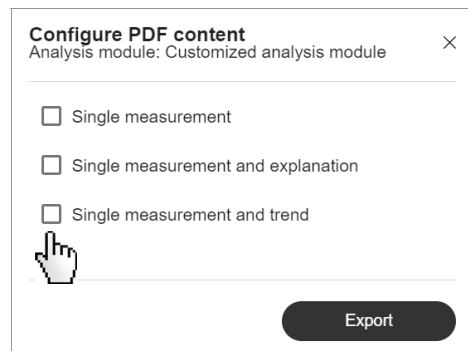 Configure PDF content
Analysis module: Customized analysis module
Single measurement
Single measurement and explanation
Single measurement and trend
Export